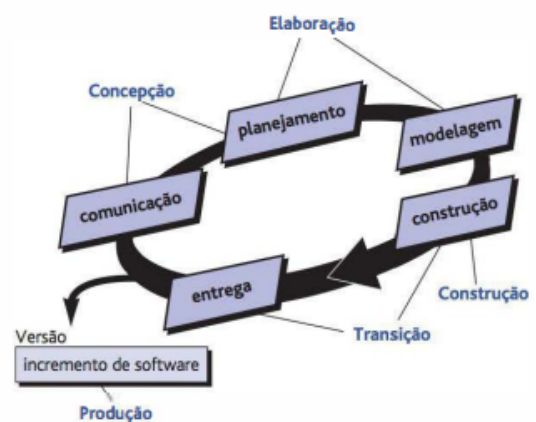 Elaboração
Concepção
planejamento
modelagem
comunicação
construção
entrega
Construção
Transição
Versão
incremento de software
Produção